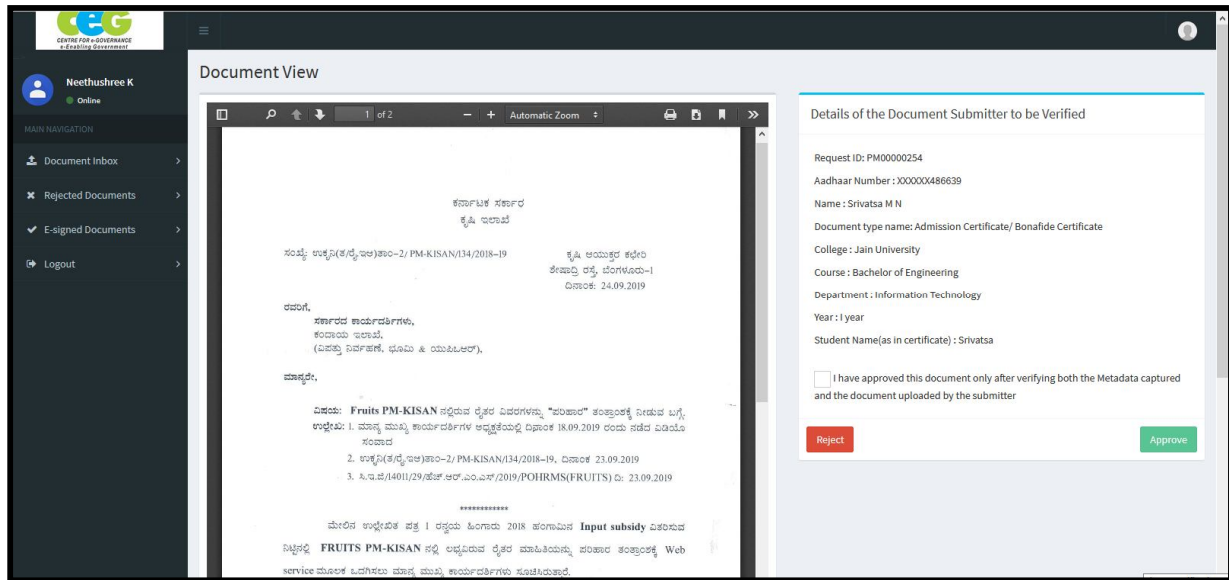 CeG
CENTRE FOR e-GOVERNANCE
e-Enabling Government
Neethushree K
Online
MAIN NAVIGATION
Document Inbox
Rejected Documents
E-signed Documents
Logout
Document View
1 of 2
Automatic Zoom
ಕರ್ನಾಟಕ ಸರ್ಕಾರ
ಕೃಷಿ ಇಲಾಖೆ
ಸಂಖ್ಯೆ: ಉಕೃನಿ(ತ/ರೈ.ಇಆ)ತಾಂ-2/ PM-KISAN/134/2018-19
ಕೃಷಿ ಆಯುಕ್ತರ ಕಛೇರಿ
ಶೇಷಾದ್ರಿ ರಸ್ತೆ, ಬೆಂಗಳೂರು-1
ದಿನಾಂಕ: 24.09.2019
ರವರಿಗೆ,
ಸರ್ಕಾರದ ಕಾರ್ಯದರ್ಶಿಗಳು,
ಕಂದಾಯ ಇಲಾಖೆ,
(ವಿಪತ್ತು ನಿರ್ವಹಣೆ, ಭೂಮಿ & ಯುಪಿಒಆರ್),
ಮಾನ್ಯರೇ,
ವಿಷಯ: Fruits PM-KISAN ನಲ್ಲಿರುವ ರೈತರ ವಿವರಗಳನ್ನು "ಪರಿಹಾರ" ತಂತ್ರಾಂಶಕ್ಕೆ ನೀಡುವ ಬಗ್ಗೆ.
ಉಲ್ಲೇಖ: 1. ಮಾನ್ಯ ಮುಖ್ಯ ಕಾರ್ಯದರ್ಶಿಗಳ ಅಧ್ಯಕ್ಷತೆಯಲ್ಲಿ ದಿನಾಂಕ 18.09.2019 ರಂದು ನಡೆದ ವಿಡಿಯೊ
ಸಂವಾದ
2. ಉಕೃನಿ(ತ/ರೈ.ಇಆ)ತಾಂ-2/ PM-KISAN/134/2018-19, ದಿನಾಂಕ 23.09.2019
3. ಸಿ.ಇ.ಜಿ/14011/29/ಹೆಚ್.ಆರ್.ಎಂ.ಎಸ್/2019/POHRMS(FRUITS) ದಿ: 23.09.2019
************
ಮೇಲಿನ ಉಲ್ಲೇಖಿತ ಪತ್ರ 1 ರನ್ವಯ ಹಿಂಗಾರು 2018 ಹಂಗಾಮಿನ Input subsidy ವಿತರಿಸುವ
ನಿಟ್ಟಿನಲ್ಲಿ FRUITS PM-KISAN ನಲ್ಲಿ ಲಭ್ಯವಿರುವ ರೈತರ ಮಾಹಿತಿಯನ್ನು ಪರಿಹಾರ ತಂತ್ರಾಂಶಕ್ಕೆ Web
service ಮೂಲಕ ಒದಗಿಸಲು ಮಾನ್ಯ ಮುಖ್ಯ ಕಾರ್ಯದರ್ಶಿಗಳು ಸೂಚಿಸಿರುತ್ತಾರೆ.
Details of the Document Submitter to be Verified
Request ID: PM00000254
Aadhaar Number : XXXXXX486639
Name : Srivatsa M N
Document type name: Admission Certificate/ Bonafide Certificate
College : Jain University
Course : Bachelor of Engineering
Department : Information Technology
Year : I year
Student Name(as in certificate) : Srivatsa
I have approved this document only after verifying both the Metadata captured
and the document uploaded by the submitter
Reject
Approve